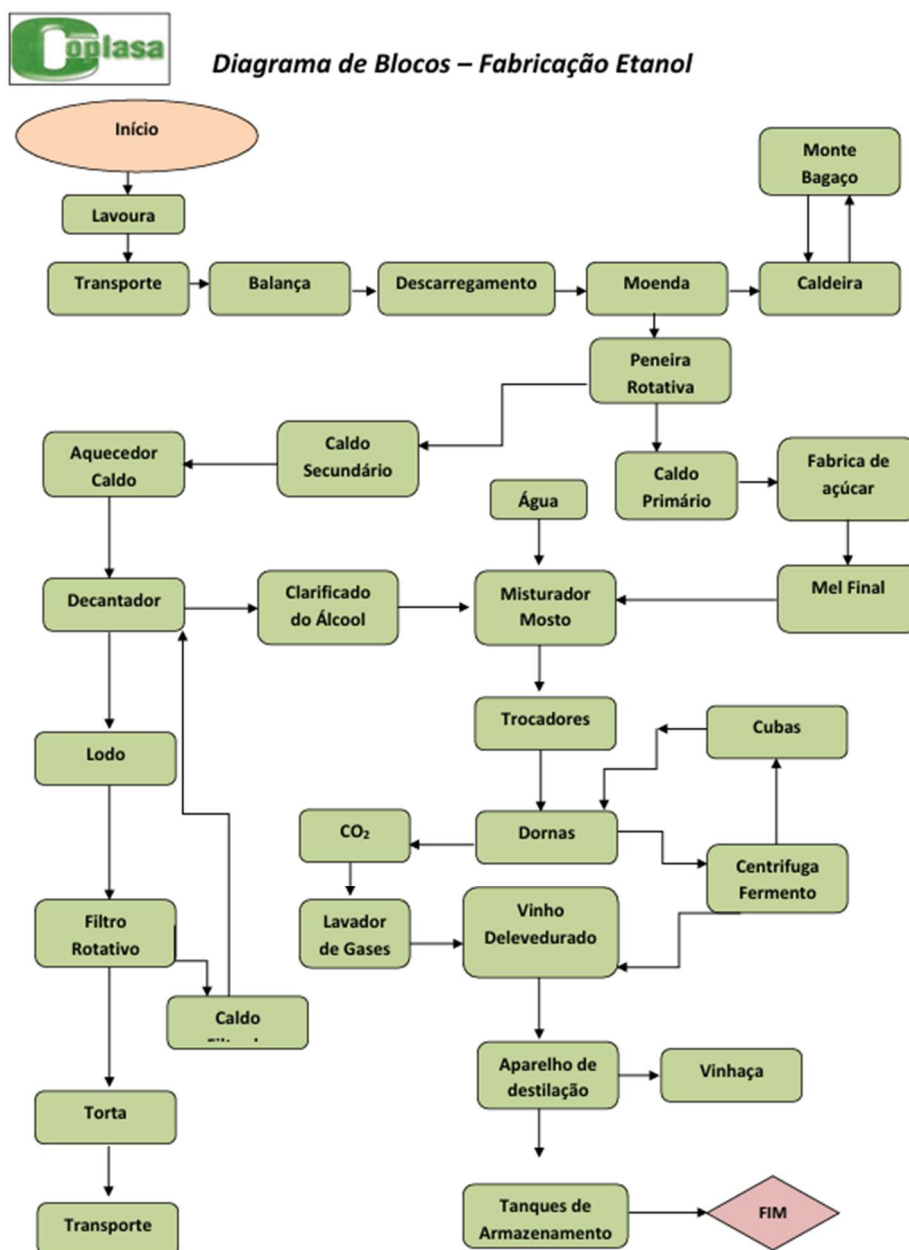 Coplasa
Diagrama de Blocos – Fabricação Etanol
Início
Monte
Bagaço
Lavoura
Transporte
Balança
Descarregamento
Moenda
Caldeira
Peneira
Rotativa
Caldo
Secundário
Aquecedor
Caldo
Caldo
Primário
Fabrica de
açúcar
Água
Decantador
Clarificado
do Álcool
Misturador
Mosto
Mel Final
Trocadores
Cubas
Lodo
CO₂
Dornas
Centrifuga
Fermento
Filtro
Rotativo
Lavador
de Gases
Vinho
Delevedurado
Caldo
Aparelho de
destilação
Vinhaça
Torta
Tanques de
Armazenamento
FIM
Transporte